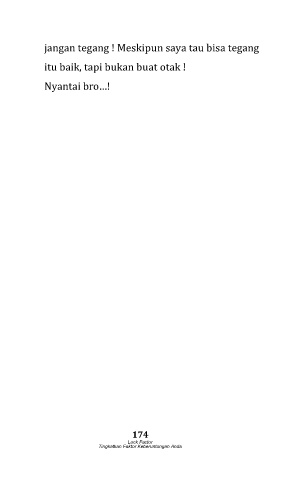 jangan tegang ! Meskipun saya tau bisa tegang
itu baik, tapi bukan buat otak !
Nyantai bro…!
174
Luck Factor
Tingkatkan Faktor Keberuntungan Anda